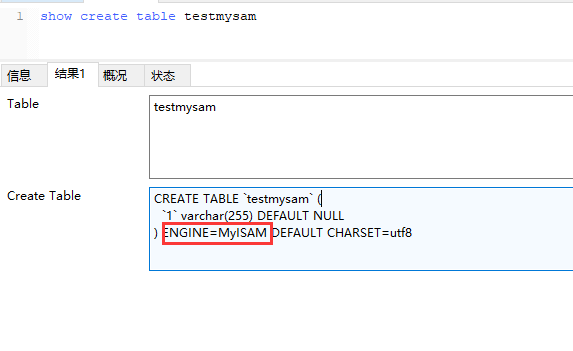 1 show create table testmysam
信息 结果1 概况 状态
Table
testmysam
Create Table
CREATE TABLE `testmysam` (
`1` varchar(255) DEFAULT NULL
) ENGINE=MyISAM DEFAULT CHARSET=utf8